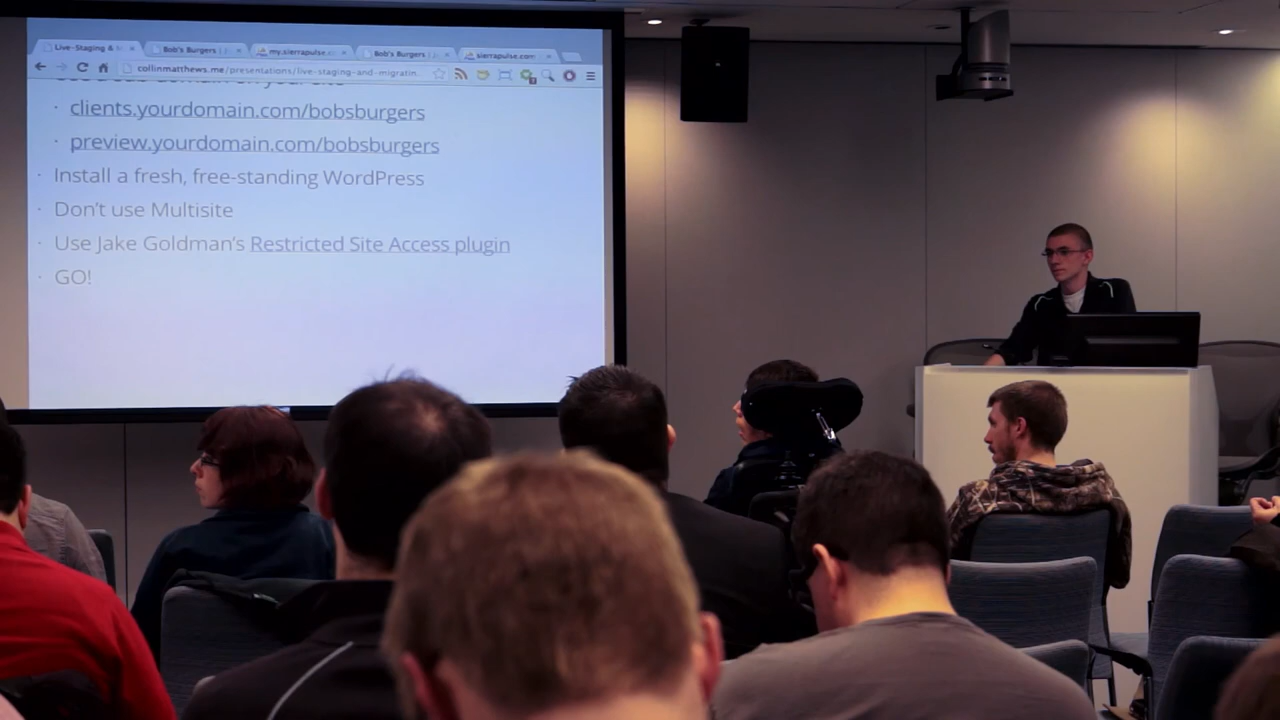 Live-Staging & Bob's Burgers | my.sierrapulse.c Bob's Burgers | sierrapulse.com
collinmatthews.me/presentations/live-staging-and-migratin
clients.yourdomain.com/bobsburgers
preview.yourdomain.com/bobsburgers
Install a fresh, free-standing WordPress
Don't use Multisite
Use Jake Goldman's Restricted Site Access plugin
GO!